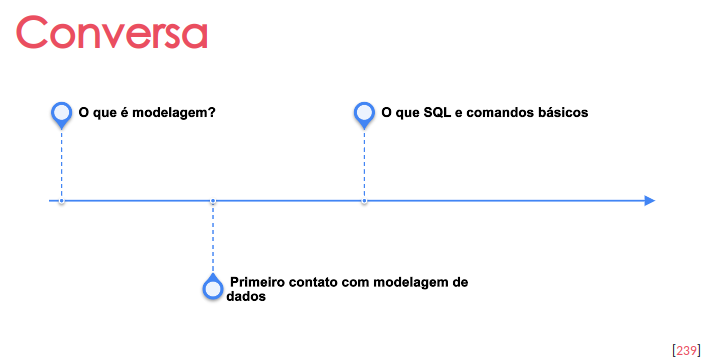 Conversa
O que é modelagem?
O que SQL e comandos básicos
Primeiro contato com modelagem de
dados
[239]